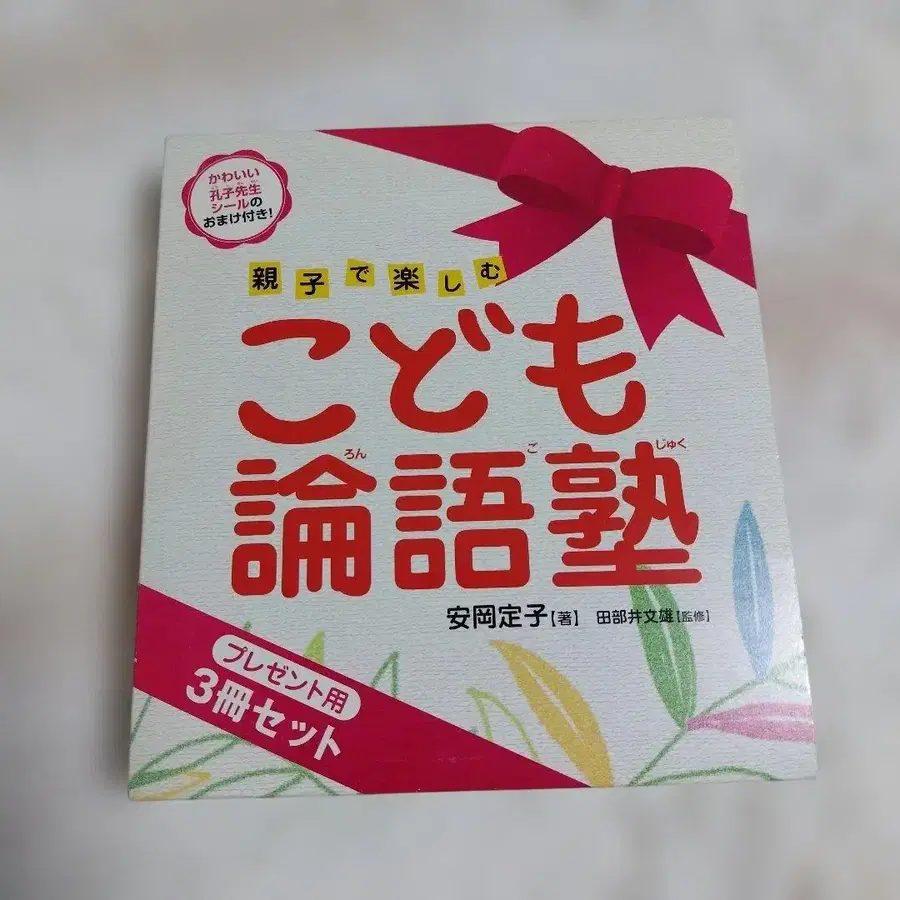 かわいい
孔子先生
シールの
おまけ付き!
親子で楽しむ
こども
論語塾
ろん ご じゅく
安岡定子【著】 田部井文雄【監修】
プレゼント用
3冊セット